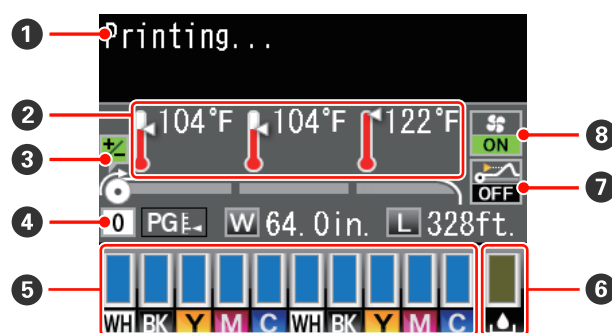 1 Printing...
2 104°F 104°F 122°F 8
ON
3 +/-
7
OFF
4 0 PG W 64.0in. L 328ft.
5 6
WH BK Y M C WH BK Y M C